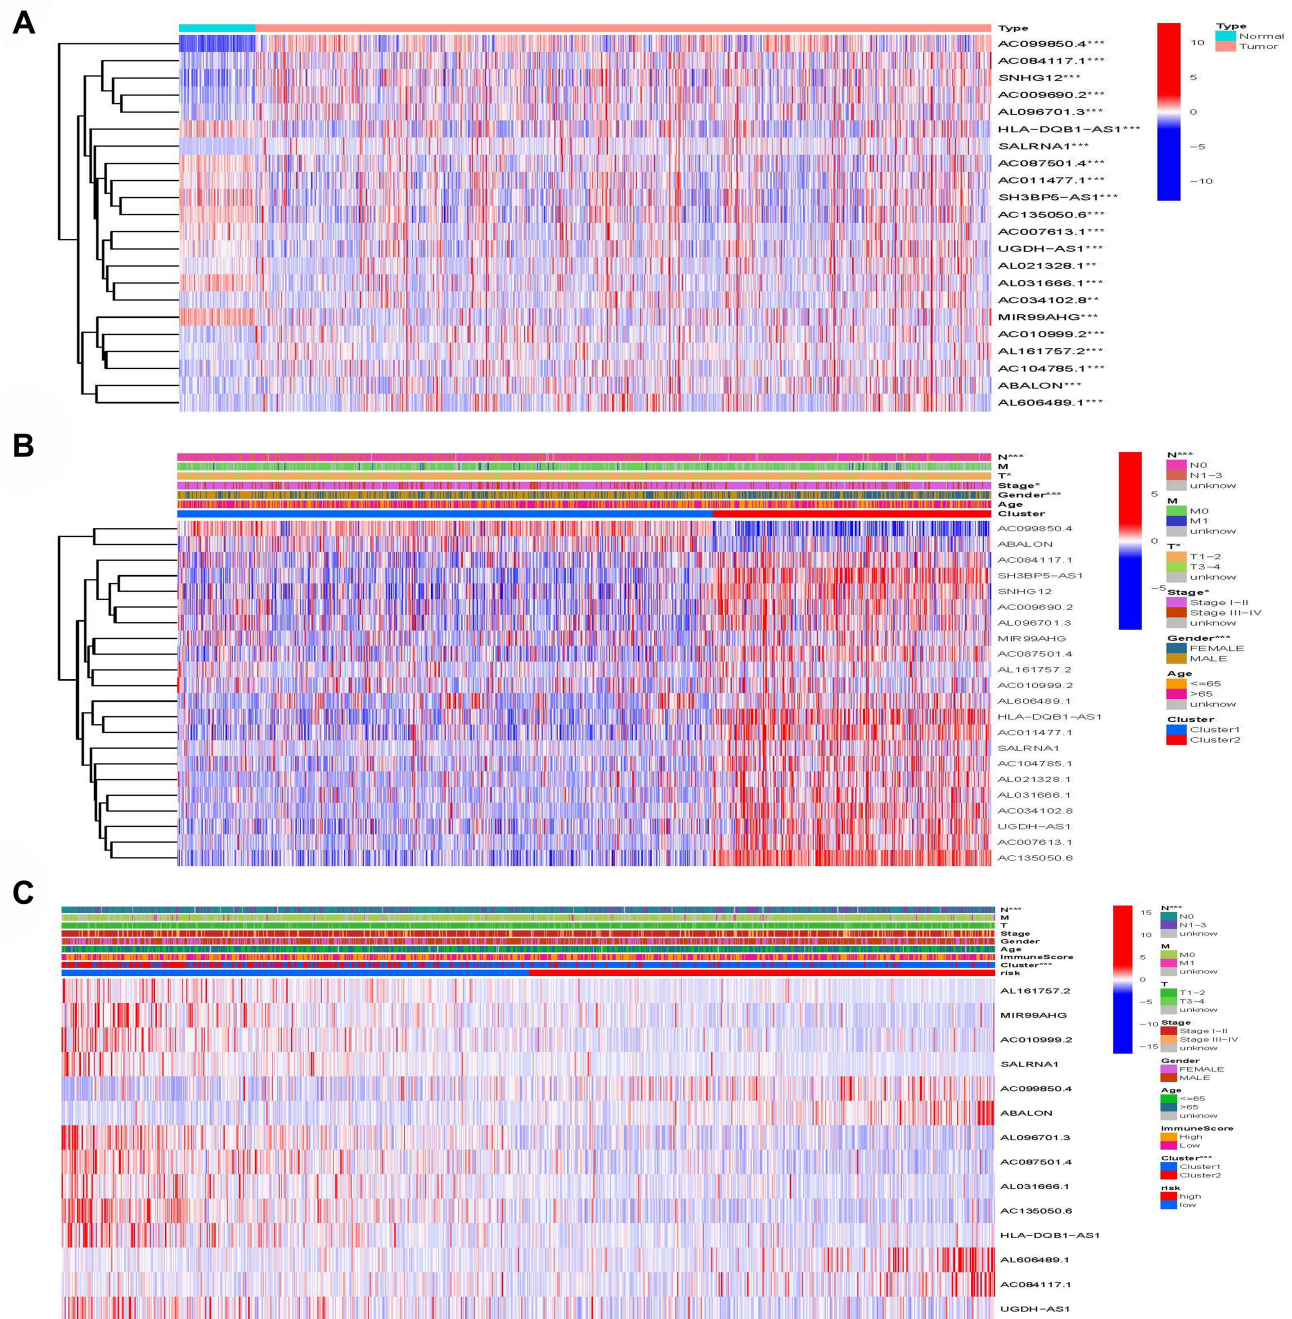 A
Type
AC099850.4***
AC084117.1***
SNHG12***
AC009690.2***
AL096701.3***
HLA-DQB1-AS1***
SALRNA1***
AC087501.4***
AC011477.1***
SH3BP5-AS1***
AC135050.6***
AC007613.1***
UGDH-AS1***
AL021328.1**
AL031666.1***
AC034102.8**
MIR99AHG***
AC010999.2***
AL161757.2***
AC104785.1***
ABALON***
AL606489.1***
10
5
0
-5
-10
Type
Normal
Tumor
B
N***
M
T*
Stage*
Gender***
Age
Cluster
AC099850.4
ABALON
AC084117.1
SH3BP5-AS1
SNHG12
AC009690.2
AL096701.3
MIR99AHG
AC087501.4
AL161757.2
AC010999.2
AL606489.1
HLA-DQB1-AS1
AC011477.1
SALRNA1
AC104785.1
AL021328.1
AL031666.1
AC034102.8
UGDH-AS1
AC007613.1
AC135050.6
5
0
-5
N***
N0
N1-3
unknow
M
M0
M1
unknow
T*
T1-2
T3-4
unknow
Stage*
Stage I-II
Stage III-IV
unknow
Gender***
FEMALE
MALE
Age
<=65
>65
unknow
Cluster
Cluster1
Cluster2
C
N***
M
T
Stage
Gender
Age
ImmuneScore
Cluster***
risk
AL161757.2
MIR99AHG
AC010999.2
SALRNA1
AC099850.4
ABALON
AL096701.3
AC087501.4
AL031666.1
AC135050.6
HLA-DQB1-AS1
AL606489.1
AC084117.1
UGDH-AS1
15
10
5
0
-5
-10
-15
N***
N0
N1-3
unknow
M
M0
M1
unknow
T
T1-2
T3-4
unknow
Stage
Stage I-II
Stage III-IV
unknow
Gender
FEMALE
MALE
Age
<=65
>65
unknow
ImmuneScore
High
Low
Cluster***
Cluster1
Cluster2
risk
high
low